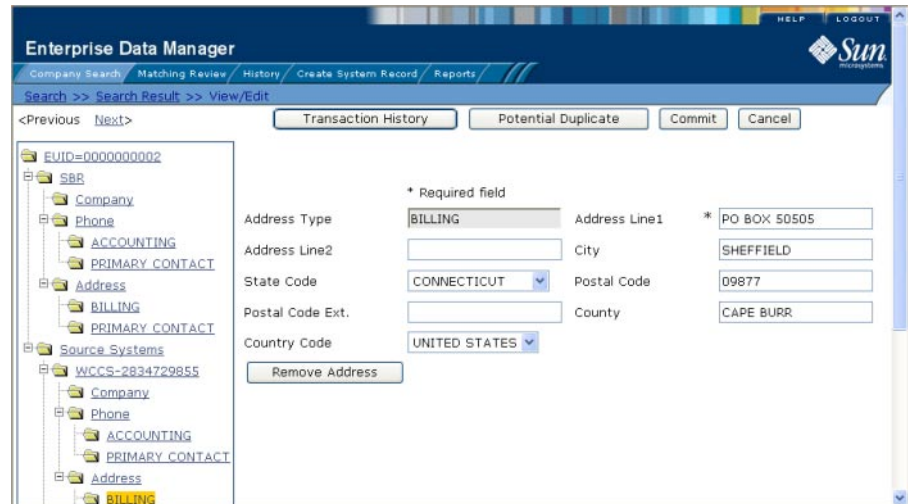 HELP LOGOUT
Enterprise Data Manager
Sun
microsystems
Company Search Matching Review History Create System Record Reports
Search >> Search Result >> View/Edit
<Previous Next> Transaction History Potential Duplicate Commit Cancel
EUID=0000000002
SBR
Company
Phone
ACCOUNTING
PRIMARY CONTACT
Address
BILLING
PRIMARY CONTACT
Source Systems
WCCS-2834729855
Company
Phone
ACCOUNTING
PRIMARY CONTACT
Address
BILLING
* Required field
Address Type BILLING Address Line1 * PO BOX 50505
Address Line2 City SHEFFIELD
State Code CONNECTICUT Postal Code 09877
Postal Code Ext. County CAPE BURR
Country Code UNITED STATES
Remove Address